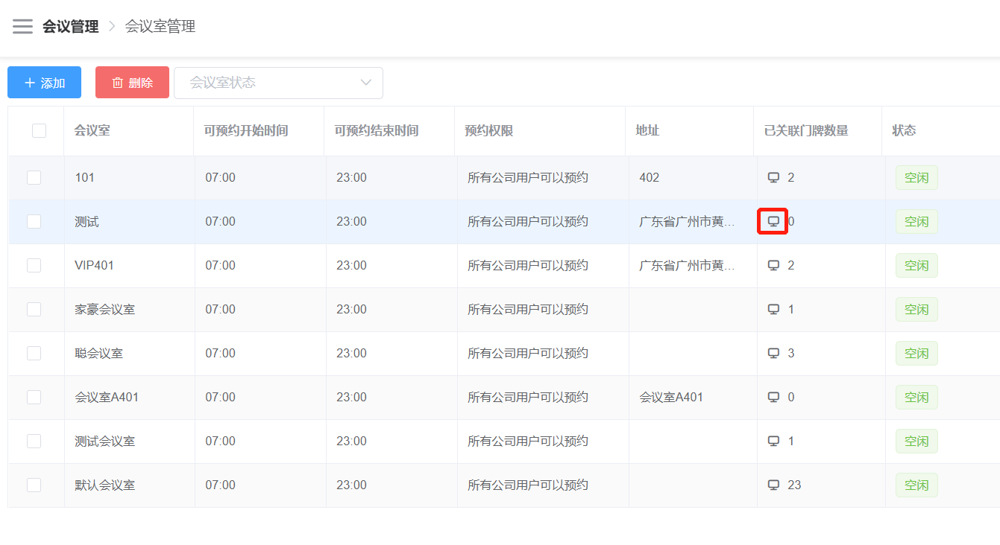 会议管理 会议室管理
添加 删除 会议室状态
会议室 可预约开始时间 可预约结束时间 预约权限 地址 已关联门牌数量 状态
101 07:00 23:00 所有公司用户可以预约 402 2 空闲
测试 07:00 23:00 所有公司用户可以预约 广东省广州市黄... 0 空闲
VIP401 07:00 23:00 所有公司用户可以预约 广东省广州市黄... 2 空闲
家豪会议室 07:00 23:00 所有公司用户可以预约 1 空闲
聪会议室 07:00 23:00 所有公司用户可以预约 3 空闲
会议室A401 07:00 23:00 所有公司用户可以预约 会议室A401 0 空闲
测试会议室 07:00 23:00 所有公司用户可以预约 1 空闲
默认会议室 07:00 23:00 所有公司用户可以预约 23 空闲